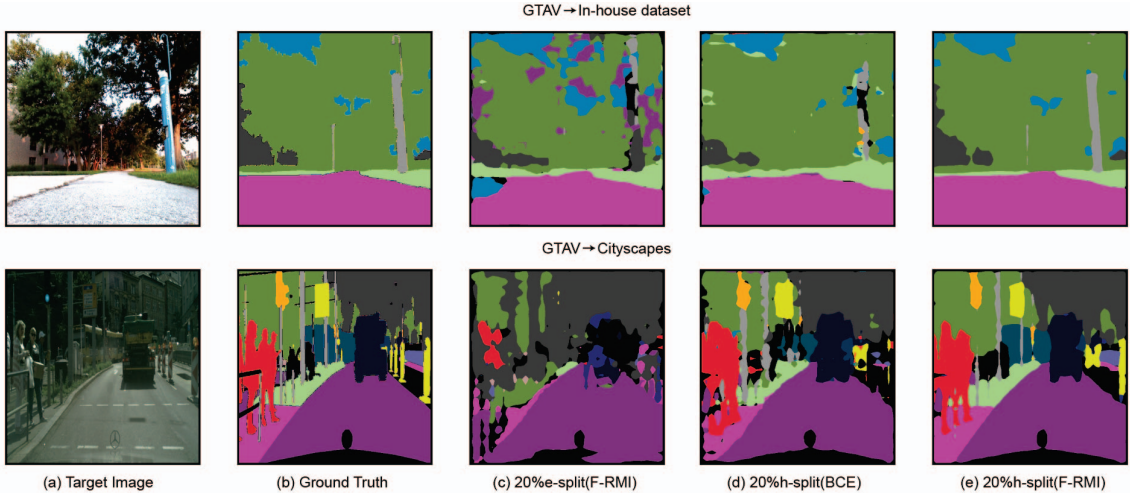 GTAV→In-house dataset
GTAV→Cityscapes
(a) Target Image
(b) Ground Truth
(c) 20%e-split(F-RMI)
(d) 20%h-split(BCE)
(e) 20%h-split(F-RMI)